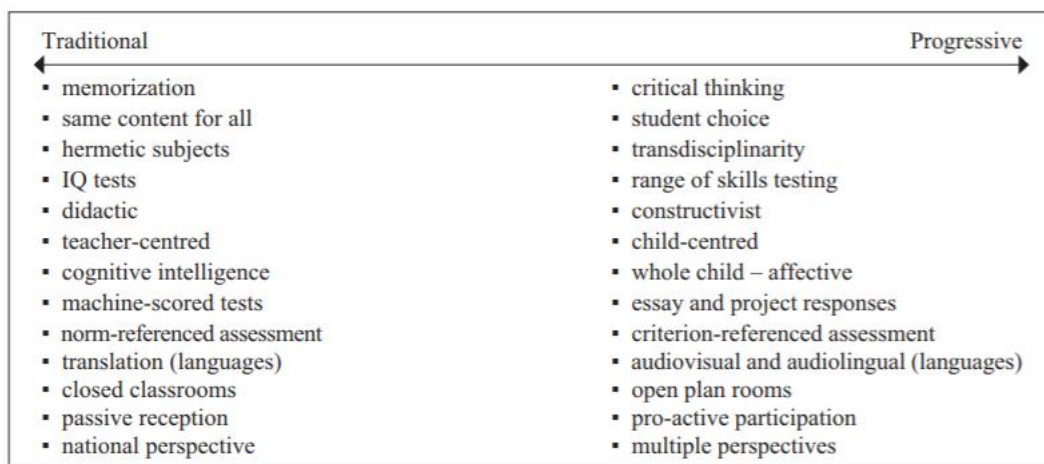 Traditional Progressive
▪ memorization ▪ critical thinking
▪ same content for all ▪ student choice
▪ hermetic subjects ▪ transdisciplinarity
▪ IQ tests ▪ range of skills testing
▪ didactic ▪ constructivist
▪ teacher-centred ▪ child-centred
▪ cognitive intelligence ▪ whole child – affective
▪ machine-scored tests ▪ essay and project responses
▪ norm-referenced assessment ▪ criterion-referenced assessment
▪ translation (languages) ▪ audiovisual and audiolingual (languages)
▪ closed classrooms ▪ open plan rooms
▪ passive reception ▪ pro-active participation
▪ national perspective ▪ multiple perspectives